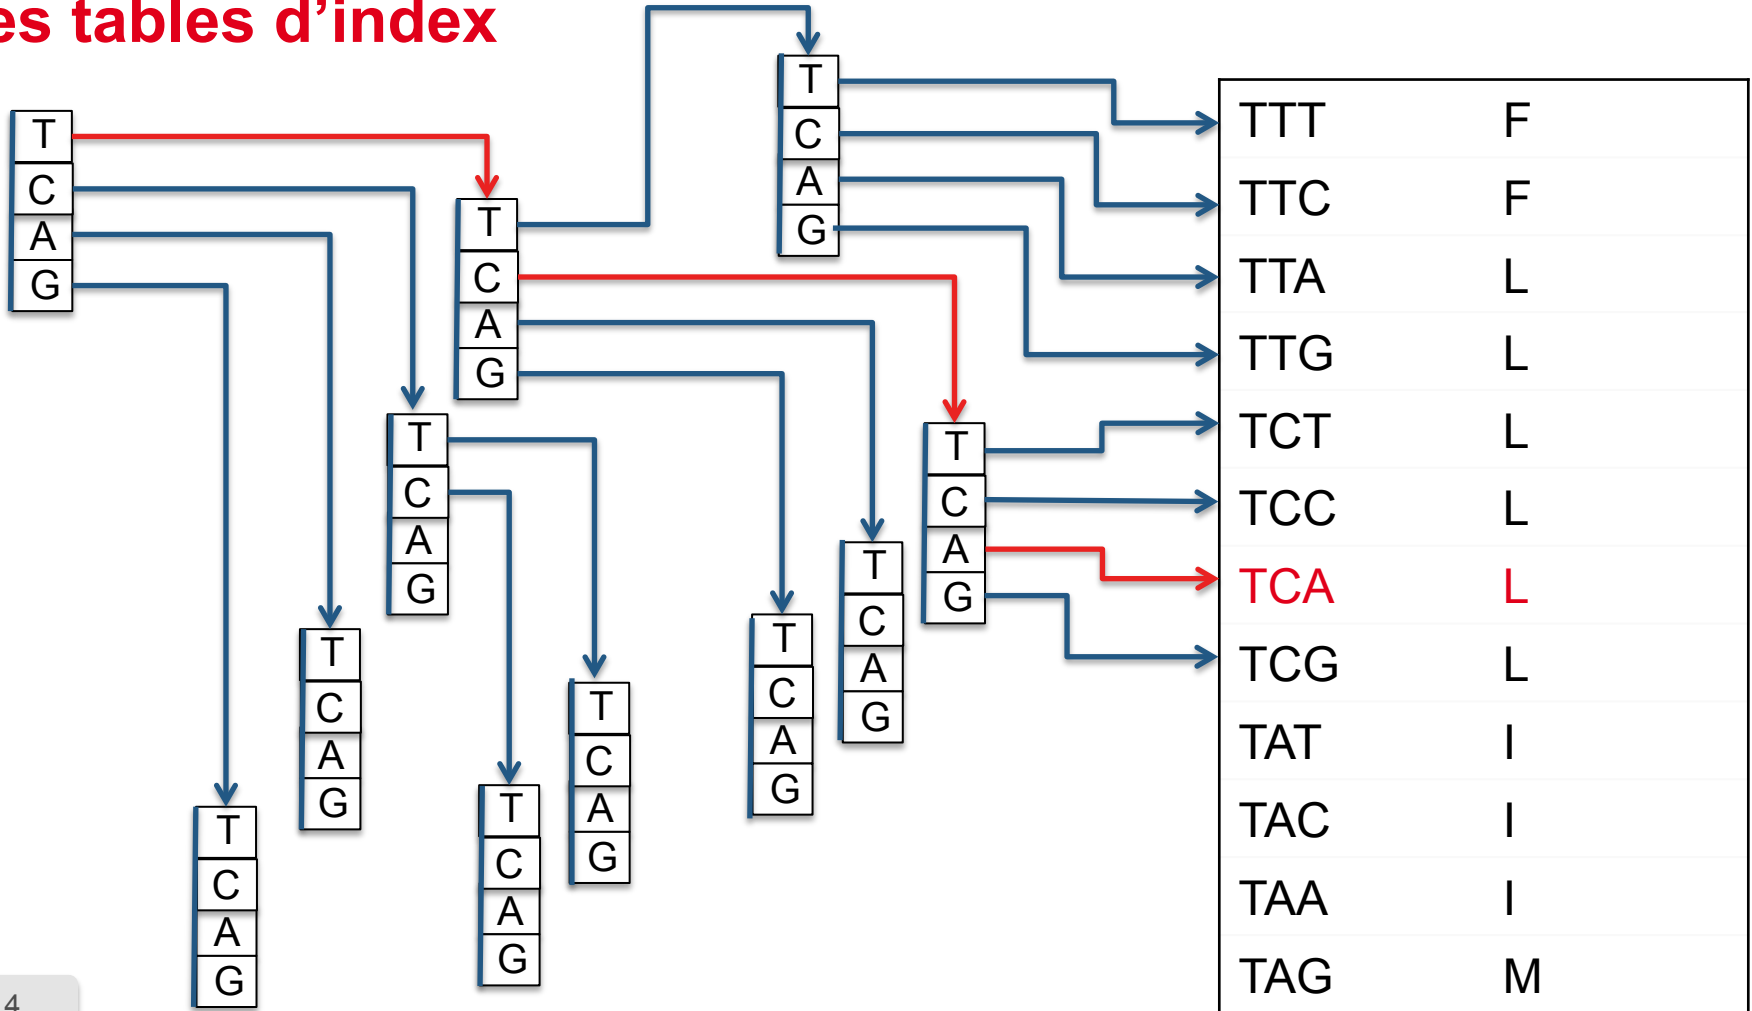 es tables d’index
T
C
A
G
T
C
A
G
T
C
A
G
T
C
A
G
T
C
A
G
T
C
A
G
T
C
A
G
T
C
A
G
T
C
A
G
T
C
A
G
T
C
A
G
TTT F
TTC F
TTA L
TTG L
TCT L
TCC L
TCA L
TCG L
TAT I
TAC I
TAA I
TAG M
4